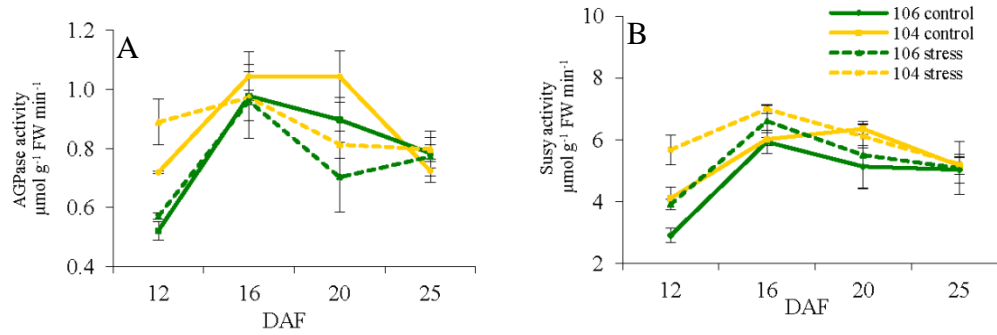 A
AGPase activity
µmol g⁻¹ FW min⁻¹
1.2
1.0
0.8
0.6
0.4
12 16 20 25
DAF
B
Susy activity
µmol g⁻¹ FW min⁻¹
10
8
6
4
2
12 16 20 25
DAF
106 control
104 control
106 stress
104 stress